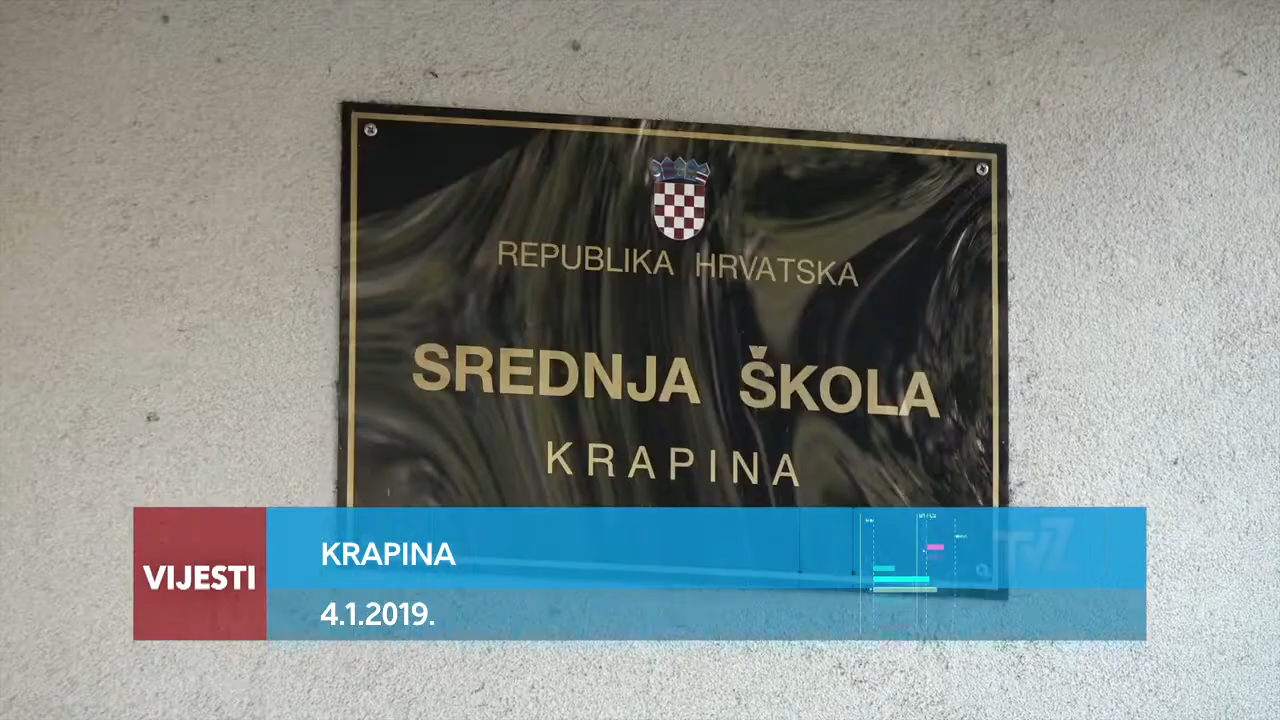 REPUBLIKA HRVATSKA
SREDNJA ŠKOLA
KRAPINA
VIJESTI
KRAPINA
4.1.2019.